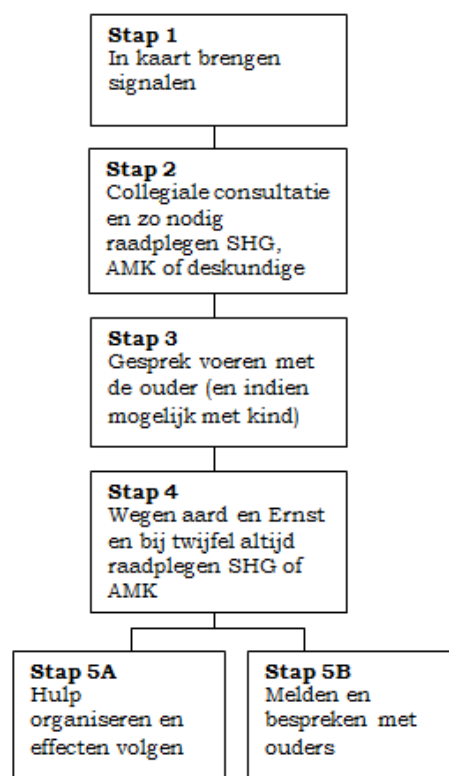 Stap 1
In kaart brengen
signalen
Stap 2
Collegiale consultatie
en zo nodig
raadplegen SHG,
AMK of deskundige
Stap 3
Gesprek voeren met
de ouder (en indien
mogelijk met kind)
Stap 4
Wegen aard en Ernst
en bij twijfel altijd
raadplegen SHG of
AMK
Stap 5A
Hulp
organiseren en
effecten volgen
Stap 5B
Melden en
bespreken met
ouders